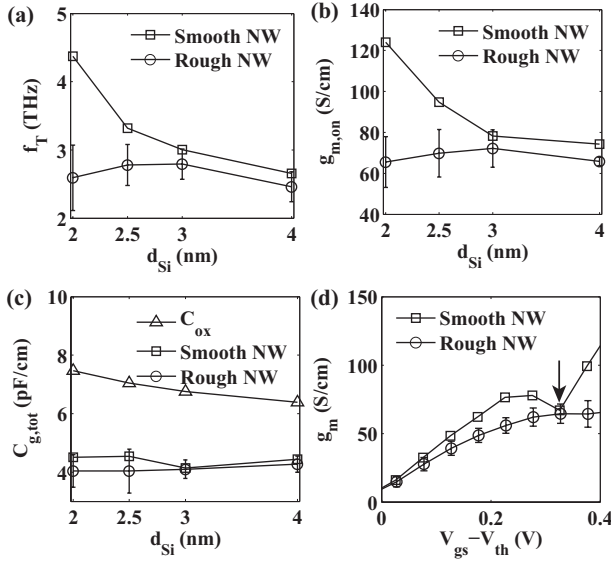 (a)
Smooth NW
Rough NW
f_T (THz)
5
4
3
2
2 2.5 3 4
d_Si (nm)
(b)
Smooth NW
Rough NW
g_m,on (S/cm)
140
120
100
80
60
40
2 2.5 3 4
d_Si (nm)
(c)
C_ox
Smooth NW
Rough NW
C_g,tot (pF/cm)
10
8
6
4
2 2.5 3 4
d_Si (nm)
(d)
Smooth NW
Rough NW
g_m (S/cm)
150
100
50
0
0 0.2 0.4
V_gs−V_th (V)